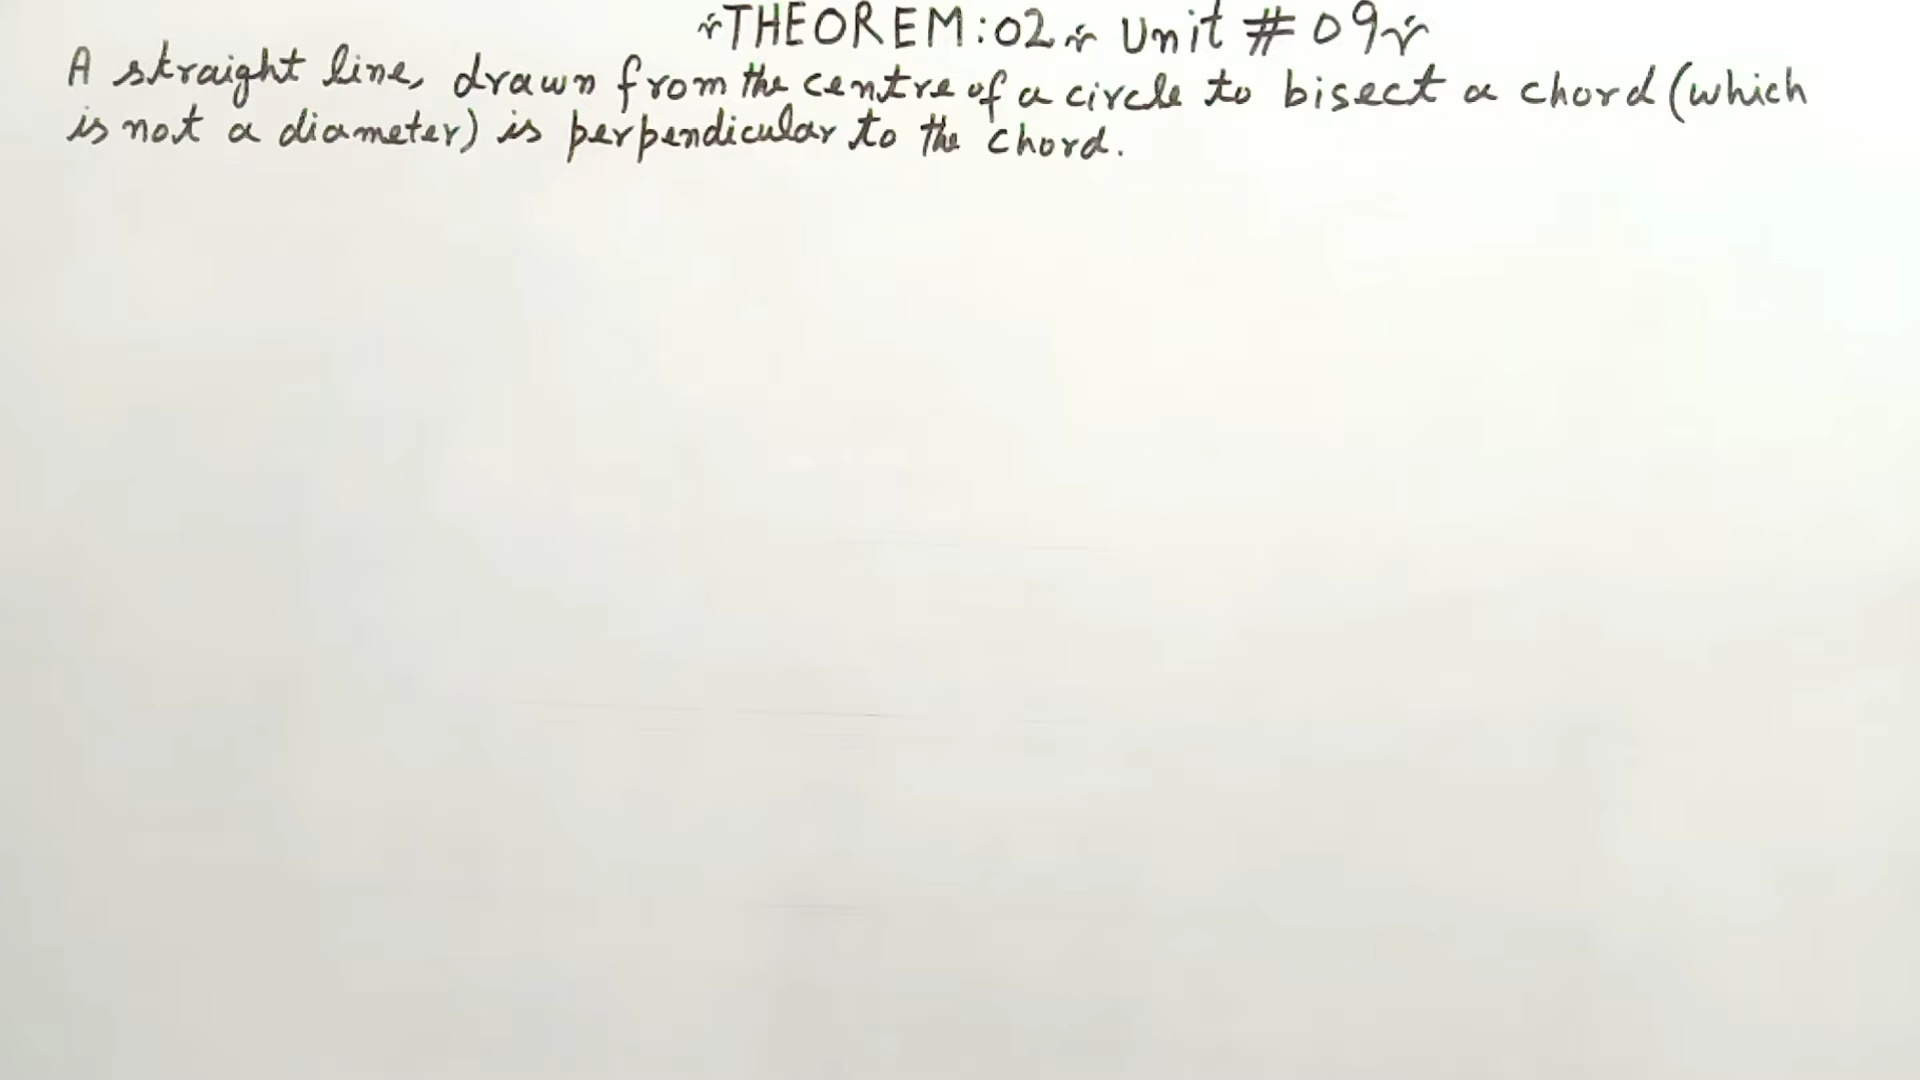 THEOREM:02 Unit # 09
A straight line, drawn from the centre of a circle to bisect a chord (which
is not a diameter) is perpendicular to the chord.